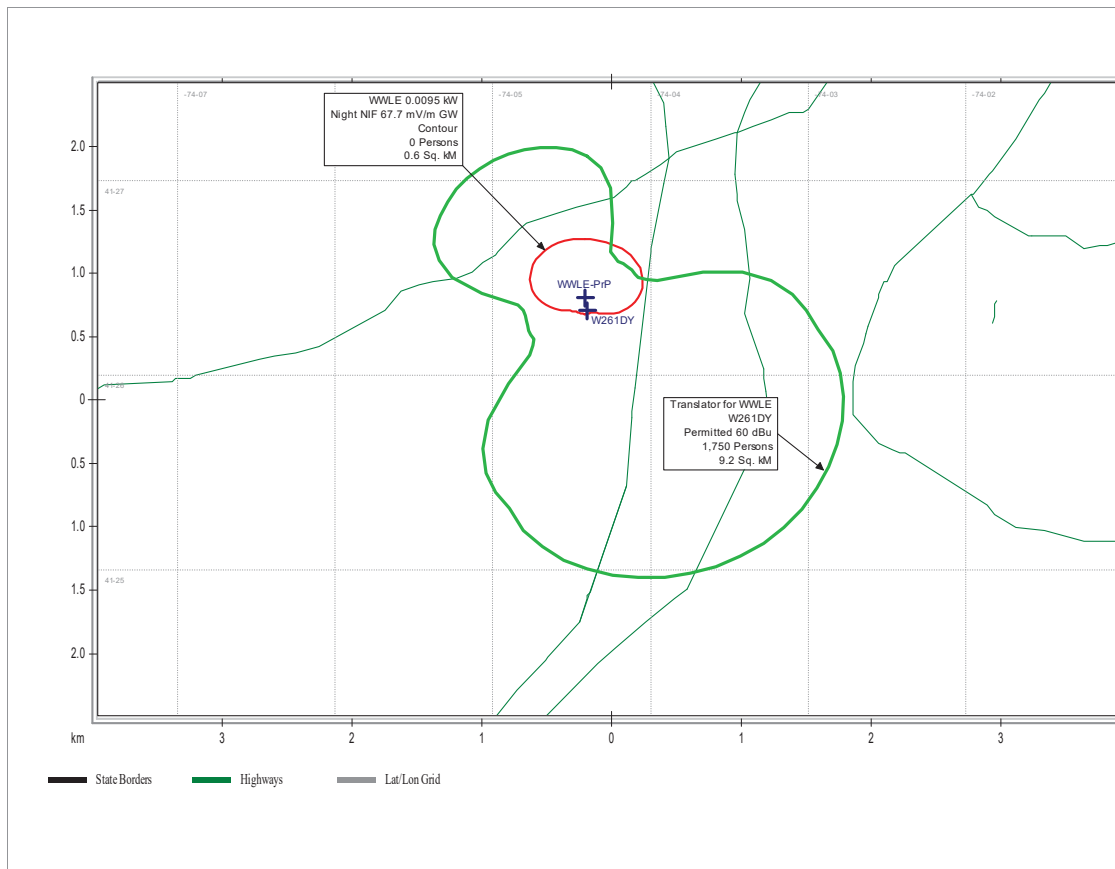 -74-07
-74-05
-74-04
-74-03
-74-02
WWLE 0.0095 kW
Night NIF 67.7 mV/m GW
Contour
0 Persons
0.6 Sq. kM
2.0
41-27
1.5
1.0
WWLE-PrP
W261DY
0.5
41-26
0
Translator for WWLE
W261DY
Permitted 60 dBu
1,750 Persons
9.2 Sq. kM
0.5
1.0
41-25
1.5
2.0
km
3
2
1
0
1
2
3
State Borders
Highways
Lat/Lon Grid